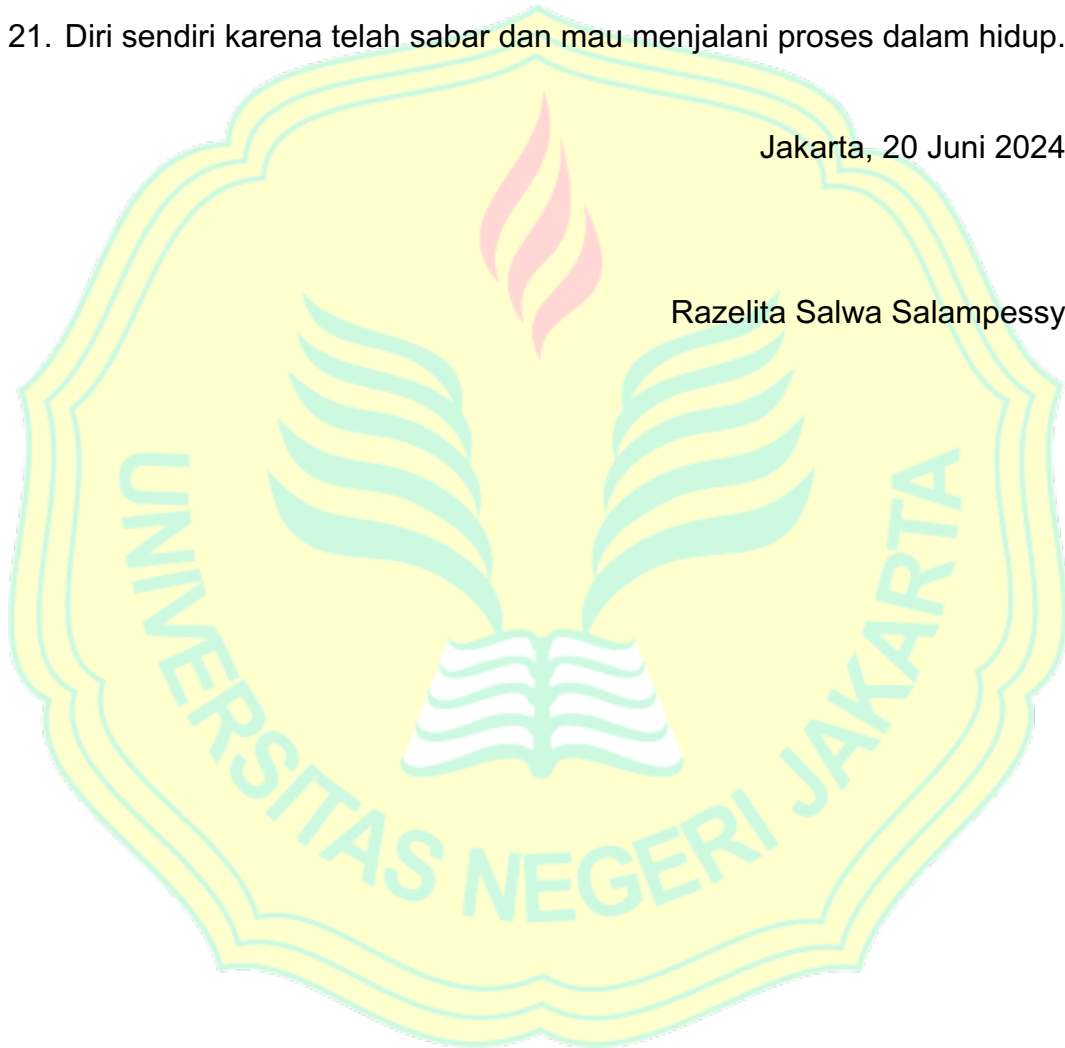 21. Diri sendiri karena telah sabar dan mau menjalani proses dalam hidup.
Jakarta, 20 Juni 2024
Razelita Salwa Salampessy
UNIVERSITAS NEGERI JAKARTA